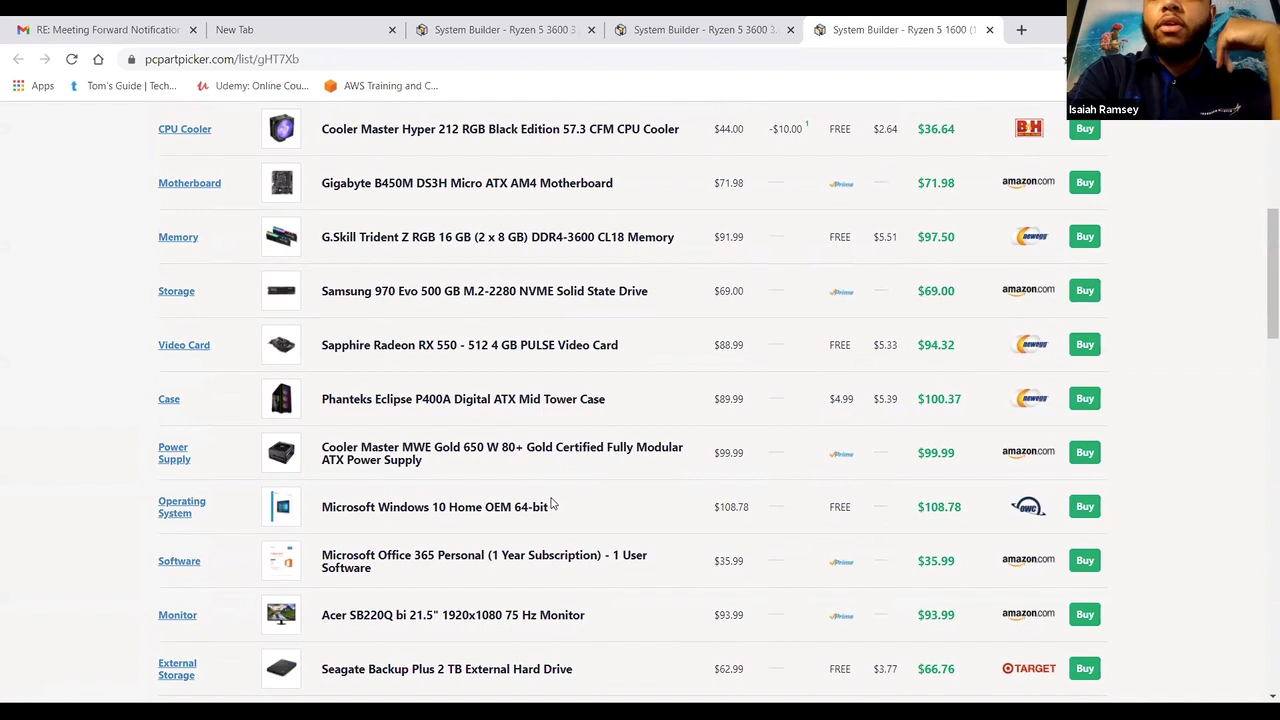 RE: Meeting Forward Notification
New Tab
System Builder - Ryzen 5 3600 3
System Builder - Ryzen 5 3600 3.
System Builder - Ryzen 5 1600 (1
pcpartpicker.com/list/gHT7Xb
Apps
Tom's Guide | Tech...
Udemy: Online Cou...
AWS Training and C...
Isaiah Ramsey
CPU Cooler Cooler Master Hyper 212 RGB Black Edition 57.3 CFM CPU Cooler $44.00 -$10.00 1 FREE $2.64 $36.64 B&H Buy
Motherboard Gigabyte B450M DS3H Micro ATX AM4 Motherboard $71.98 — Prime — $71.98 amazon.com Buy
Memory G.Skill Trident Z RGB 16 GB (2 x 8 GB) DDR4-3600 CL18 Memory $91.99 — FREE $5.51 $97.50 newegg Buy
Storage Samsung 970 Evo 500 GB M.2-2280 NVME Solid State Drive $69.00 — Prime — $69.00 amazon.com Buy
Video Card Sapphire Radeon RX 550 - 512 4 GB PULSE Video Card $88.99 — FREE $5.33 $94.32 newegg Buy
Case Phanteks Eclipse P400A Digital ATX Mid Tower Case $89.99 — $4.99 $5.39 $100.37 newegg Buy
Power
Supply
Cooler Master MWE Gold 650 W 80+ Gold Certified Fully Modular
ATX Power Supply
$99.99 — Prime — $99.99 amazon.com Buy
Operating
System
Microsoft Windows 10 Home OEM 64-bit $108.78 FREE $108.78 OWC Buy
Software
Microsoft Office 365 Personal (1 Year Subscription) - 1 User
Software
$35.99 — Prime — $35.99 amazon.com Buy
Monitor Acer SB220Q bi 21.5" 1920x1080 75 Hz Monitor $93.99 — Prime — $93.99 amazon.com Buy
External
Storage
Seagate Backup Plus 2 TB External Hard Drive $62.99 — FREE $3.77 $66.76 TARGET Buy